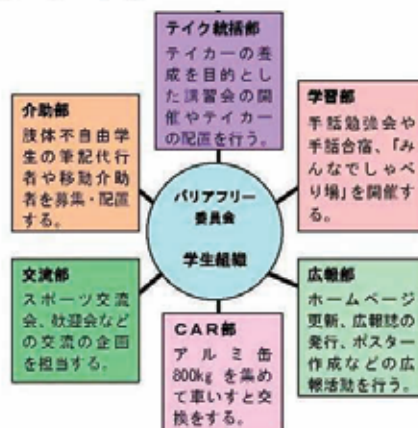 テイク統括部
テイカーの養
成を目的とし
た講習会の開
催やテイカー
の配置を行う。
介助部
肢体不自由学
生の筆記代行
者や移動介助
者を募集・配置
する。
学習部
手話勉強会や
手話合宿、「み
んなでしゃべ
り場」を開催す
る。
バリアフリー
委員会
学生組織
交流部
スポーツ交流
会、歓迎会など
の交流の企画
を担当する。
広報部
ホームページ
更新、広報誌の
発行、ポスター
作成などの広
報活動を行う。
CAR部
アルミ缶
800kgを集め
て車いすと交
換をする。